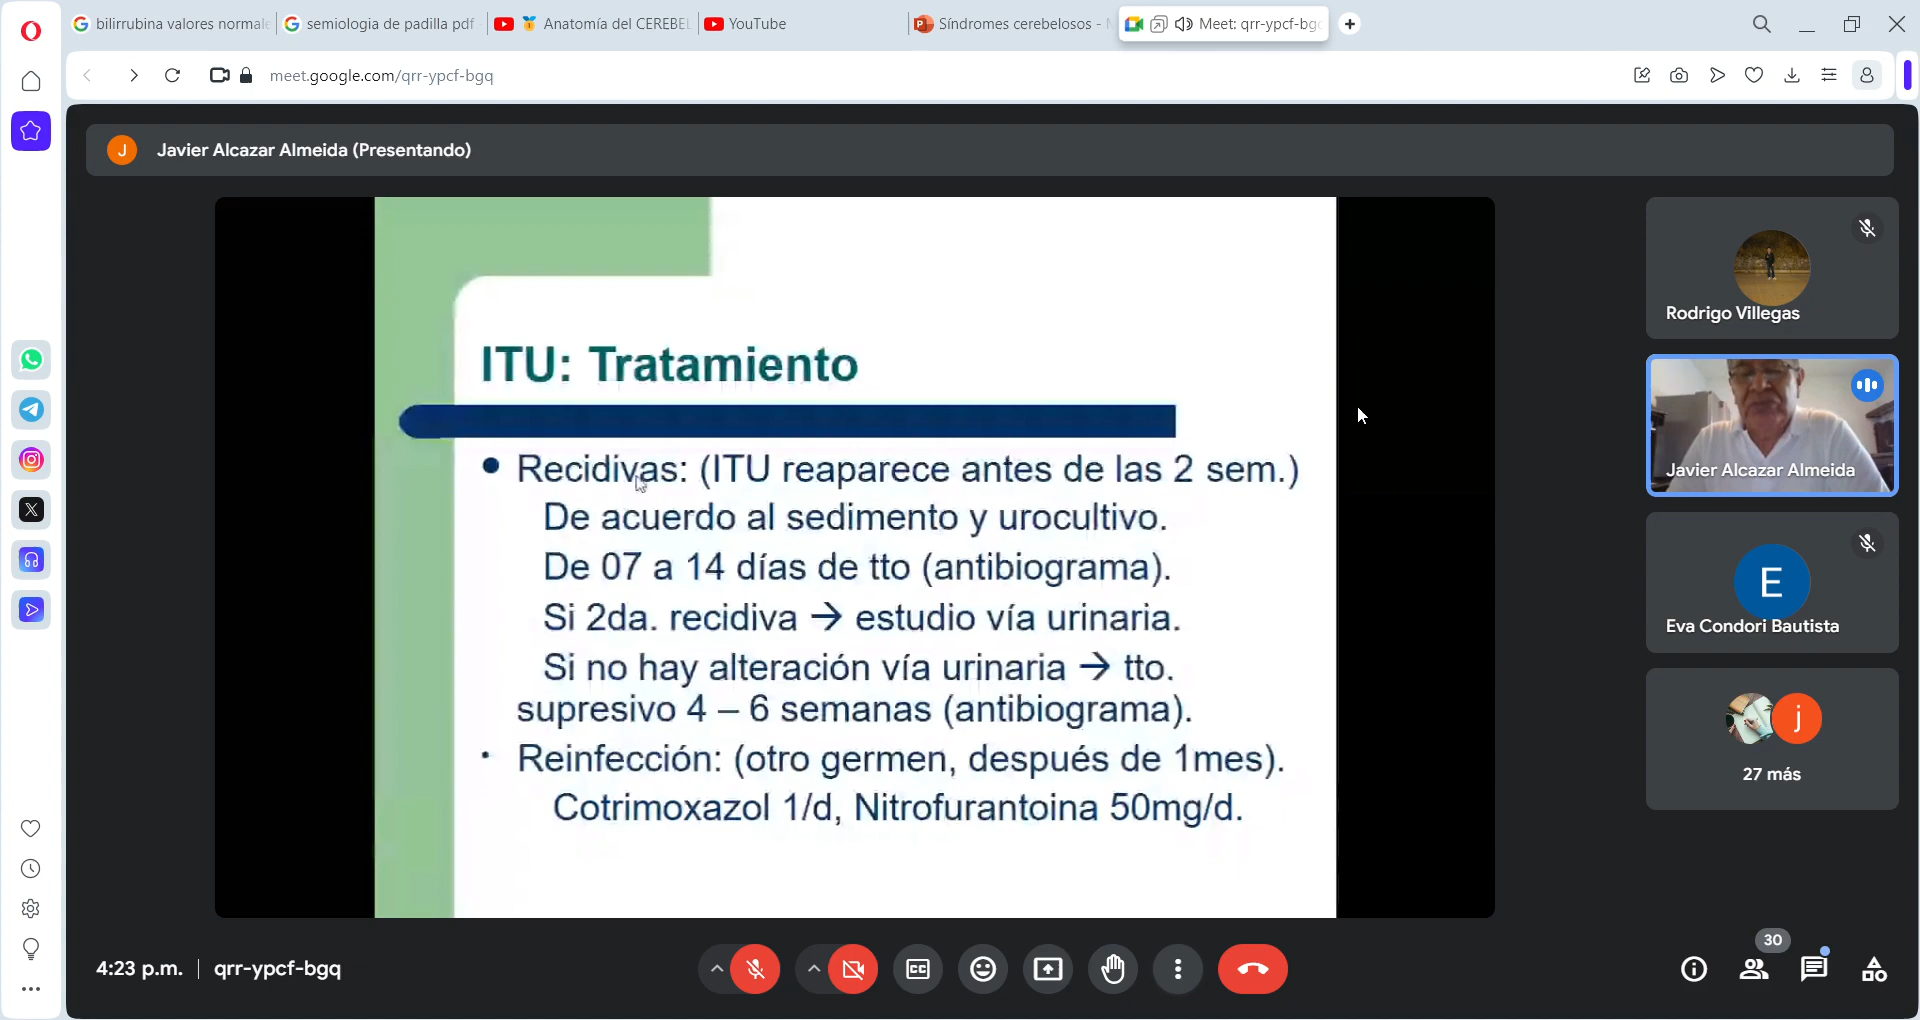 bilirrubina valores normale
semiologia de padilla pdf
Anatomía del CEREBEL
YouTube
Síndromes cerebelosos -
Meet: qrr-ypcf-bgq
meet.google.com/qrr-ypcf-bgq
J
Javier Alcazar Almeida (Presentando)
ITU: Tratamiento
Recidivas: (ITU reaparece antes de las 2 sem.)
De acuerdo al sedimento y urocultivo.
De 07 a 14 días de tto (antibiograma).
Si 2da. recidiva → estudio vía urinaria.
Si no hay alteración vía urinaria → tto.
supresivo 4 – 6 semanas (antibiograma).
Reinfección: (otro germen, después de 1mes).
Cotrimoxazol 1/d, Nitrofurantoina 50mg/d.
Rodrigo Villegas
Javier Alcazar Almeida
E
Eva Condori Bautista
j
27 más
4:23 p.m. | qrr-ypcf-bgq
CC
30